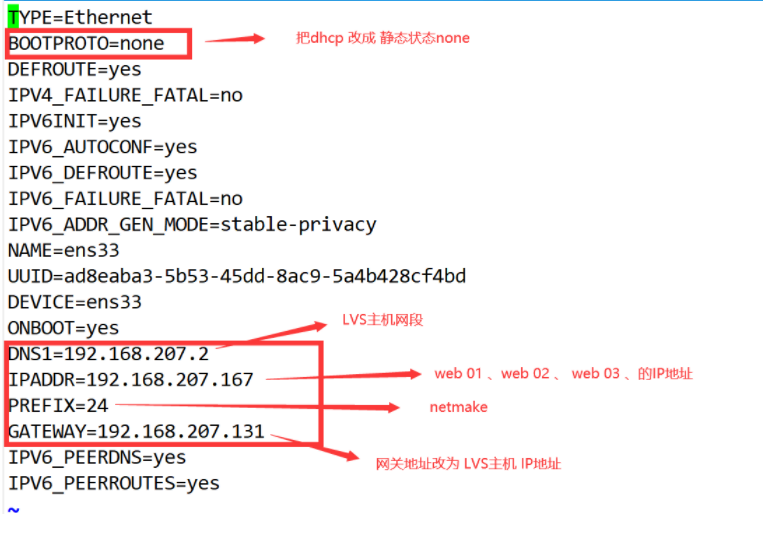 TYPE=Ethernet
BOOTPROTO=none
把dhcp 改成 静态状态none
DEFROUTE=yes
IPV4_FAILURE_FATAL=no
IPV6INIT=yes
IPV6_AUTOCONF=yes
IPV6_DEFROUTE=yes
IPV6_FAILURE_FATAL=no
IPV6_ADDR_GEN_MODE=stable-privacy
NAME=ens33
UUID=ad8eaba3-5b53-45dd-8ac9-5a4b428cf4bd
DEVICE=ens33
ONBOOT=yes
LVS主机网段
DNS1=192.168.207.2
IPADDR=192.168.207.167
web 01 、web 02 、 web 03 、的IP地址
PREFIX=24
netmake
GATEWAY=192.168.207.131
网关地址改为 LVS主机 IP地址
IPV6_PEERDNS=yes
IPV6_PEERROUTES=yes
~